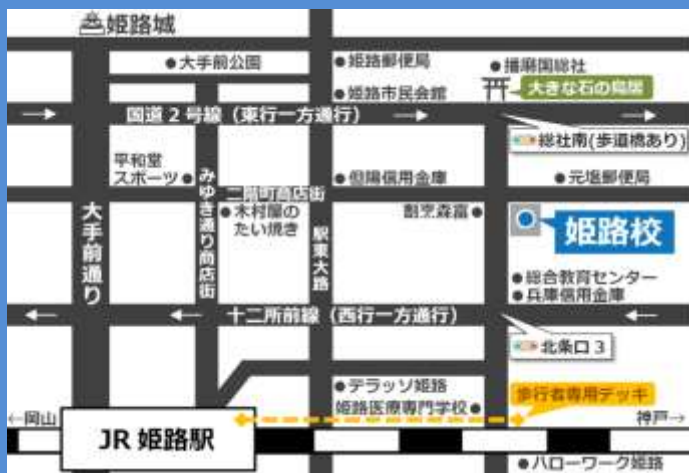 姫路城
大手前公園
姫路郵便局
播磨国総社
姫路市民会館
大きな石の鳥居
国道2号線（東行一方通行）
総社南(歩道橋あり)
平和堂
スポーツ
みゆき通り商店街
二階町商店街
但陽信用金庫
元塩郵便局
大手前通り
木村屋の
たい焼き
駅東大路
割烹森富
姫路校
総合教育センター
兵庫信用金庫
十二所前線（西行一方通行）
北条口3
テラッソ姫路
姫路医療専門学校
歩行者専用デッキ
←岡山
神戸→
JR 姫路駅
ハローワーク姫路